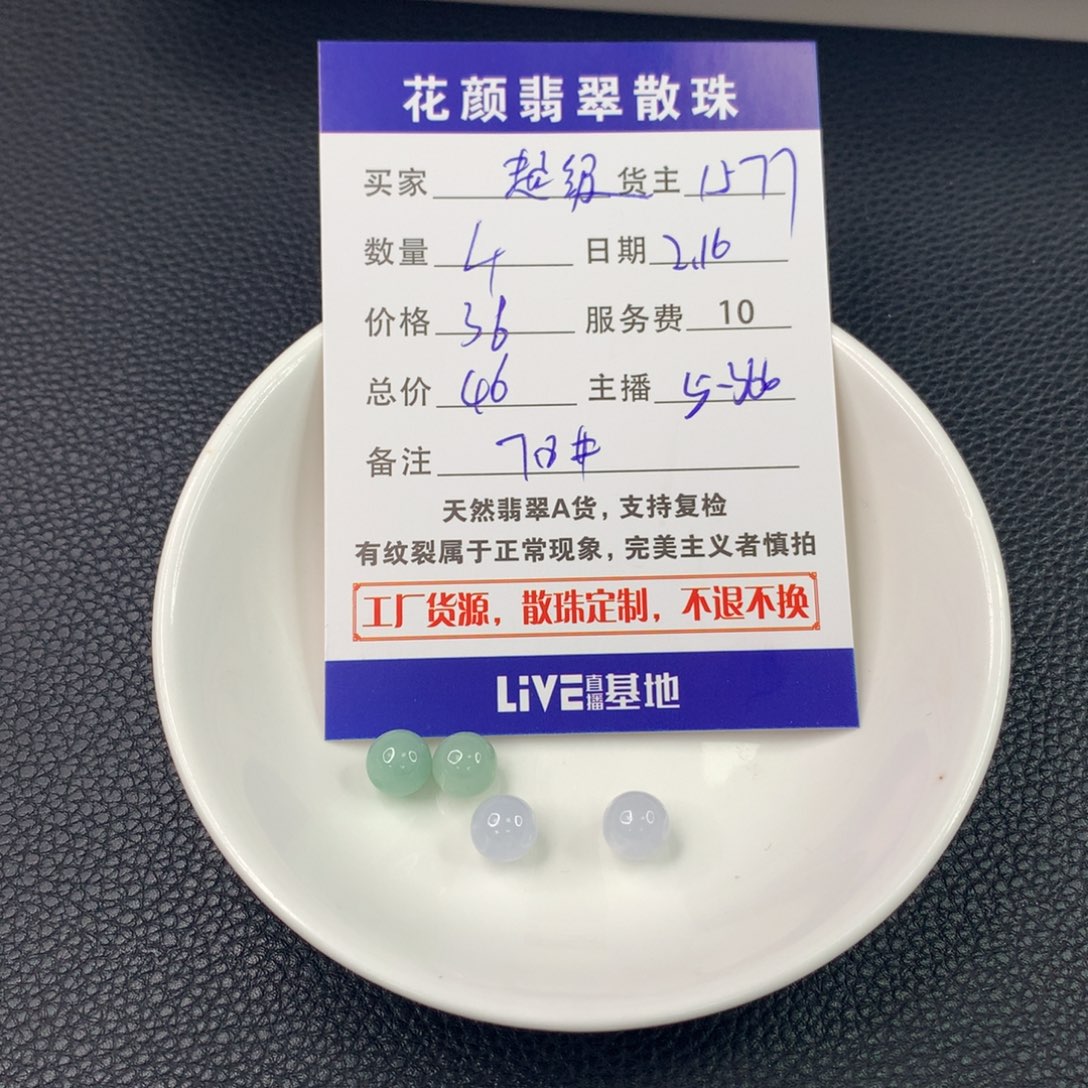 花颜翡翠散珠
买家 超级 货主 1577
数量 4 日期 2.16
价格 36 服务费 10
总价 46 主播
备注 #
天然翡翠A货，支持复检
有纹裂属于正常现象，完美主义者慎拍
工厂货源，散珠定制，不退不换
LIVE直播基地